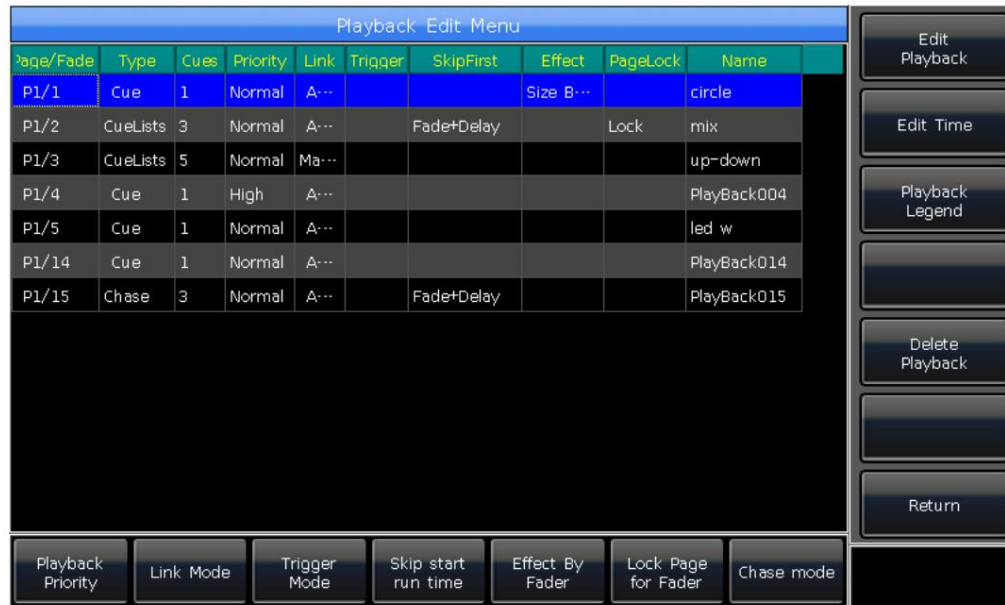 Playback Edit Menu
Page/Fade Type Cues Priority Link Trigger SkipFirst Effect PageLock Name
P1/1 Cue 1 Normal A··· Size B··· circle
P1/2 CueLists 3 Normal A··· Fade+Delay Lock mix
P1/3 CueLists 5 Normal Ma··· up-down
P1/4 Cue 1 High A··· PlayBack004
P1/5 Cue 1 Normal A··· led w
P1/14 Cue 1 Normal A··· PlayBack014
P1/15 Chase 3 Normal A··· Fade+Delay PlayBack015
Edit
Playback
Edit Time
Playback
Legend
Delete
Playback
Return
Playback
Priority
Link Mode
Trigger
Mode
Skip start
run time
Effect By
Fader
Lock Page
for Fader
Chase mode